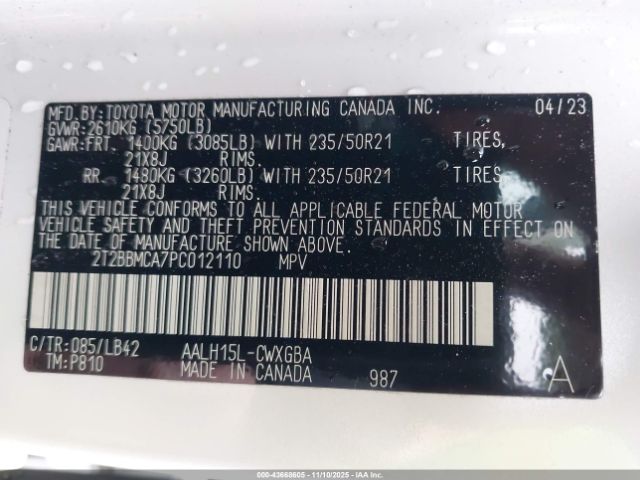 MFD.BY:TOYOTA MOTOR MANUFACTURING CANADA INC. 04/23
GVWR:2610KG (5750LB)
GAWR:FRT. 1400KG (3085LB) WITH 235/50R21 TIRES,
21X8J RIMS.
RR 1480KG (3260LB) WITH 235/50R21 TIRES,
21X8J RIMS.
THIS VEHICLE CONFORMS TO ALL APPLICABLE FEDERAL MOTOR
VEHICLE SAFETY AND THEFT PREVENTION STANDARDS IN EFFECT ON
THE DATE OF MANUFACTURE SHOWN ABOVE.
2T2BBMCA7PC012110 MPV
C/TR:085/LB42 AALH15L-CWXGBA
TM:P810 MADE IN CANADA 987 A
000-43668605 - 11/10/2025 - IAA Inc.